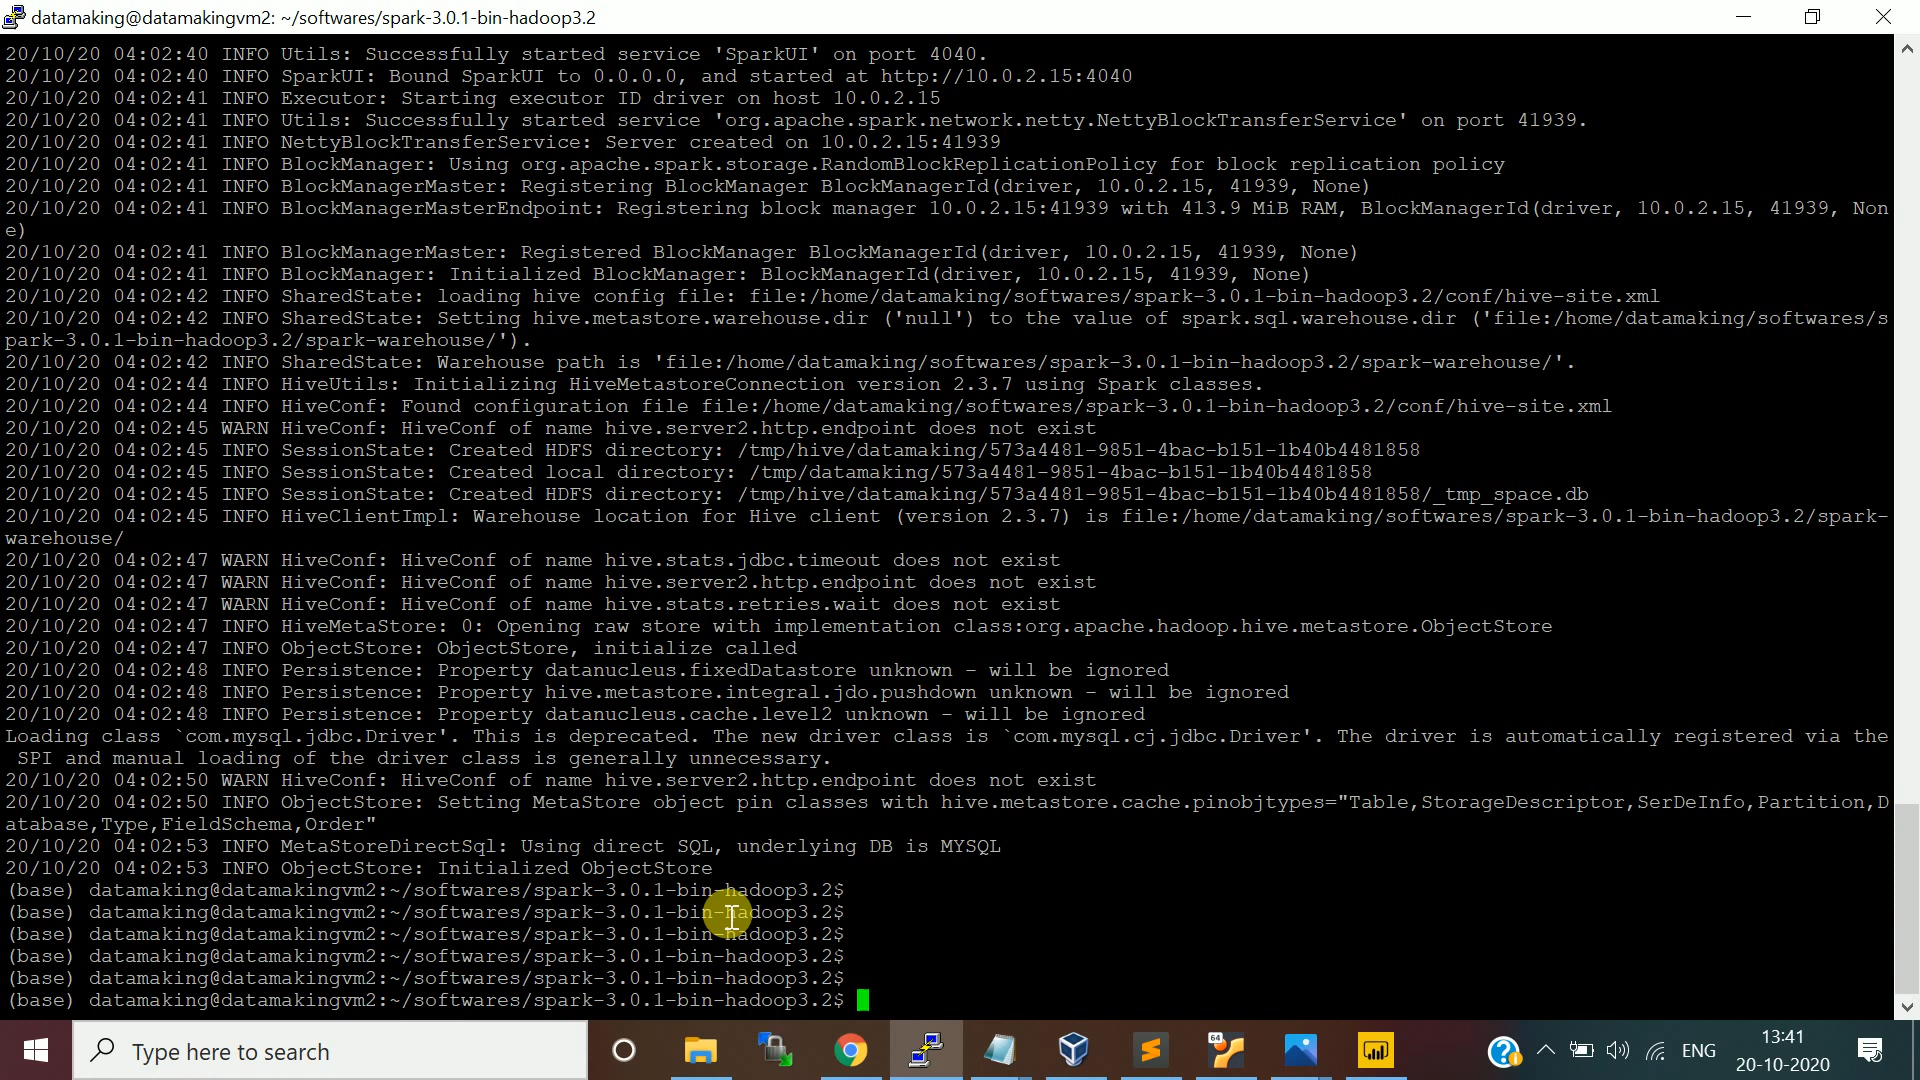 datamaking@datamakingvm2: ~/softwares/spark-3.0.1-bin-hadoop3.2
20/10/20 04:02:40 INFO Utils: Successfully started service 'SparkUI' on port 4040.
20/10/20 04:02:40 INFO SparkUI: Bound SparkUI to 0.0.0.0, and started at http://10.0.2.15:4040
20/10/20 04:02:41 INFO Executor: Starting executor ID driver on host 10.0.2.15
20/10/20 04:02:41 INFO Utils: Successfully started service 'org.apache.spark.network.netty.NettyBlockTransferService' on port 41939.
20/10/20 04:02:41 INFO NettyBlockTransferService: Server created on 10.0.2.15:41939
20/10/20 04:02:41 INFO BlockManager: Using org.apache.spark.storage.RandomBlockReplicationPolicy for block replication policy
20/10/20 04:02:41 INFO BlockManagerMaster: Registering BlockManager BlockManagerId(driver, 10.0.2.15, 41939, None)
20/10/20 04:02:41 INFO BlockManagerMasterEndpoint: Registering block manager 10.0.2.15:41939 with 413.9 MiB RAM, BlockManagerId(driver, 10.0.2.15, 41939, Non
e)
20/10/20 04:02:41 INFO BlockManagerMaster: Registered BlockManager BlockManagerId(driver, 10.0.2.15, 41939, None)
20/10/20 04:02:41 INFO BlockManager: Initialized BlockManager: BlockManagerId(driver, 10.0.2.15, 41939, None)
20/10/20 04:02:42 INFO SharedState: loading hive config file: file:/home/datamaking/softwares/spark-3.0.1-bin-hadoop3.2/conf/hive-site.xml
20/10/20 04:02:42 INFO SharedState: Setting hive.metastore.warehouse.dir ('null') to the value of spark.sql.warehouse.dir ('file:/home/datamaking/softwares/s
park-3.0.1-bin-hadoop3.2/spark-warehouse/').
20/10/20 04:02:42 INFO SharedState: Warehouse path is 'file:/home/datamaking/softwares/spark-3.0.1-bin-hadoop3.2/spark-warehouse/'.
20/10/20 04:02:44 INFO HiveUtils: Initializing HiveMetastoreConnection version 2.3.7 using Spark classes.
20/10/20 04:02:44 INFO HiveConf: Found configuration file file:/home/datamaking/softwares/spark-3.0.1-bin-hadoop3.2/conf/hive-site.xml
20/10/20 04:02:45 WARN HiveConf: HiveConf of name hive.server2.http.endpoint does not exist
20/10/20 04:02:45 INFO SessionState: Created HDFS directory: /tmp/hive/datamaking/573a4481-9851-4bac-b151-1b40b4481858
20/10/20 04:02:45 INFO SessionState: Created local directory: /tmp/datamaking/573a4481-9851-4bac-b151-1b40b4481858
20/10/20 04:02:45 INFO SessionState: Created HDFS directory: /tmp/hive/datamaking/573a4481-9851-4bac-b151-1b40b4481858/_tmp_space.db
20/10/20 04:02:45 INFO HiveClientImpl: Warehouse location for Hive client (version 2.3.7) is file:/home/datamaking/softwares/spark-3.0.1-bin-hadoop3.2/spark-
warehouse/
20/10/20 04:02:47 WARN HiveConf: HiveConf of name hive.stats.jdbc.timeout does not exist
20/10/20 04:02:47 WARN HiveConf: HiveConf of name hive.server2.http.endpoint does not exist
20/10/20 04:02:47 WARN HiveConf: HiveConf of name hive.stats.retries.wait does not exist
20/10/20 04:02:47 INFO HiveMetaStore: 0: Opening raw store with implementation class:org.apache.hadoop.hive.metastore.ObjectStore
20/10/20 04:02:47 INFO ObjectStore: ObjectStore, initialize called
20/10/20 04:02:48 INFO Persistence: Property datanucleus.fixedDatastore unknown - will be ignored
20/10/20 04:02:48 INFO Persistence: Property hive.metastore.integral.jdo.pushdown unknown - will be ignored
20/10/20 04:02:48 INFO Persistence: Property datanucleus.cache.level2 unknown - will be ignored
Loading class `com.mysql.jdbc.Driver'. This is deprecated. The new driver class is `com.mysql.cj.jdbc.Driver'. The driver is automatically registered via the
SPI and manual loading of the driver class is generally unnecessary.
20/10/20 04:02:50 WARN HiveConf: HiveConf of name hive.server2.http.endpoint does not exist
20/10/20 04:02:50 INFO ObjectStore: Setting MetaStore object pin classes with hive.metastore.cache.pinobjtypes="Table,StorageDescriptor,SerDeInfo,Partition,D
atabase,Type,FieldSchema,Order"
20/10/20 04:02:53 INFO MetaStoreDirectSql: Using direct SQL, underlying DB is MYSQL
20/10/20 04:02:53 INFO ObjectStore: Initialized ObjectStore
(base) datamaking@datamakingvm2:~/softwares/spark-3.0.1-bin-hadoop3.2$
(base) datamaking@datamakingvm2:~/softwares/spark-3.0.1-bin-hadoop3.2$
(base) datamaking@datamakingvm2:~/softwares/spark-3.0.1-bin-hadoop3.2$
(base) datamaking@datamakingvm2:~/softwares/spark-3.0.1-bin-hadoop3.2$
(base) datamaking@datamakingvm2:~/softwares/spark-3.0.1-bin-hadoop3.2$
(base) datamaking@datamakingvm2:~/softwares/spark-3.0.1-bin-hadoop3.2$
Type here to search
64
ENG
13:41
20-10-2020